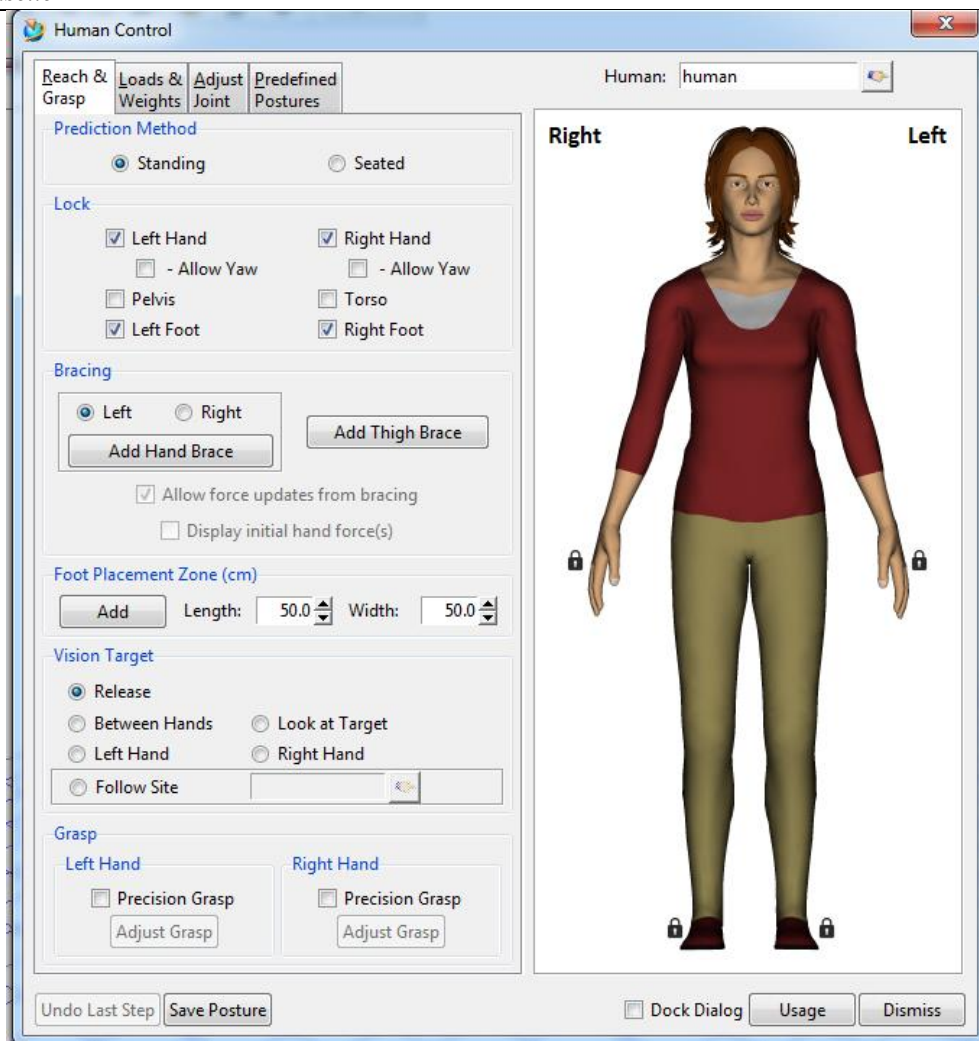 Human Control
Reach & Grasp
Loads & Weights
Adjust Joint
Predefined Postures
Human: human
Prediction Method
Standing Seated
Lock
Left Hand Right Hand
- Allow Yaw - Allow Yaw
Pelvis Torso
Left Foot Right Foot
Bracing
Left Right
Add Hand Brace
Add Thigh Brace
Allow force updates from bracing
Display initial hand force(s)
Foot Placement Zone (cm)
Add Length: 50.0 Width: 50.0
Vision Target
Release
Between Hands Look at Target
Left Hand Right Hand
Follow Site
Grasp
Left Hand Right Hand
Precision Grasp Precision Grasp
Adjust Grasp Adjust Grasp
Right Left
Undo Last Step Save Posture Dock Dialog Usage Dismiss